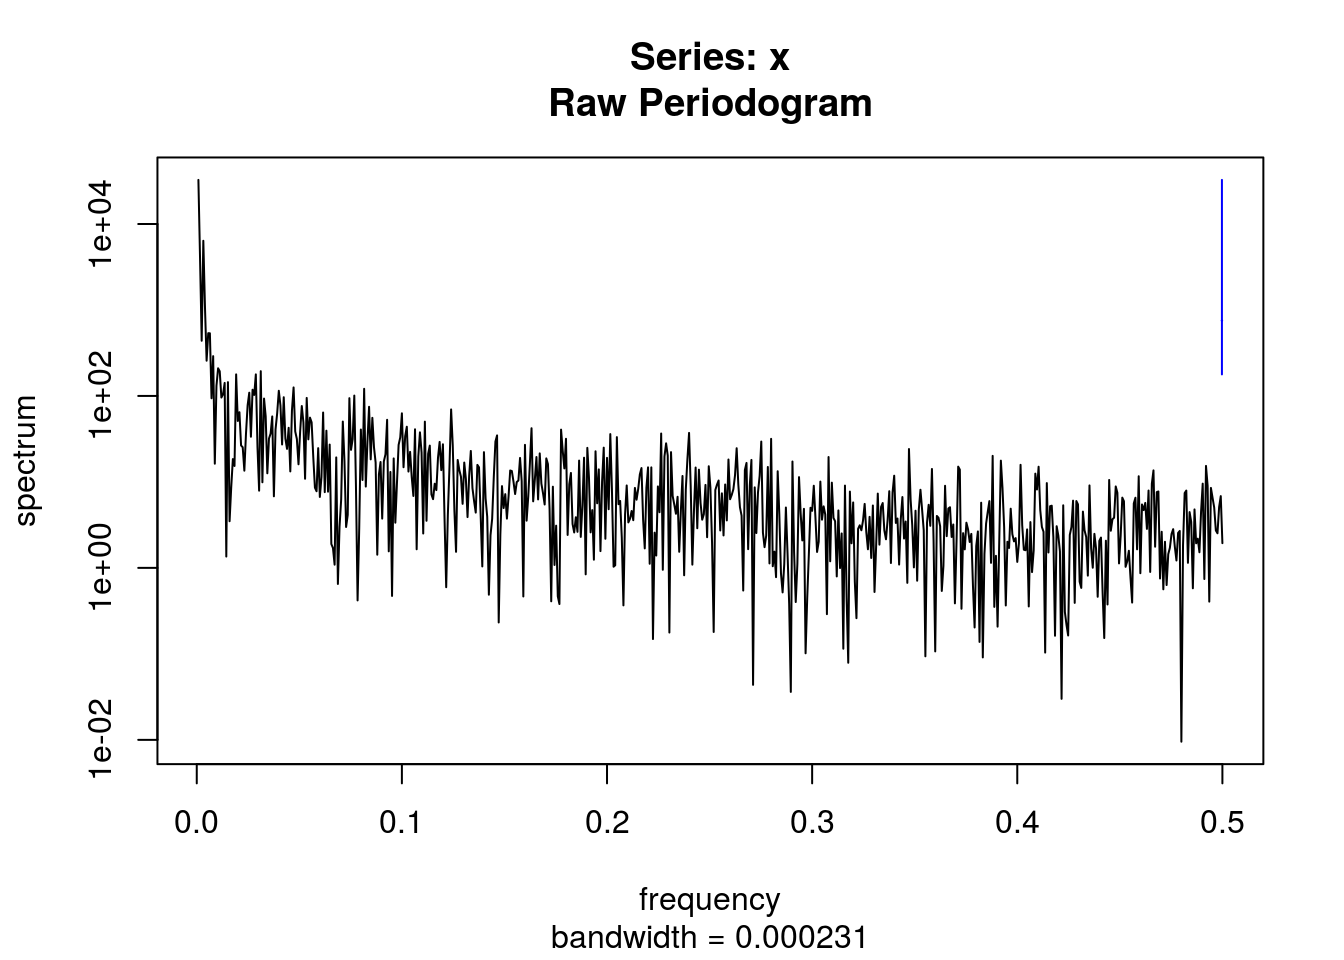 Series: x
Raw Periodogram
spectrum
1e+04
1e+02
1e+00
1e-02
0.0 0.1 0.2 0.3 0.4 0.5
frequency
bandwidth = 0.000231